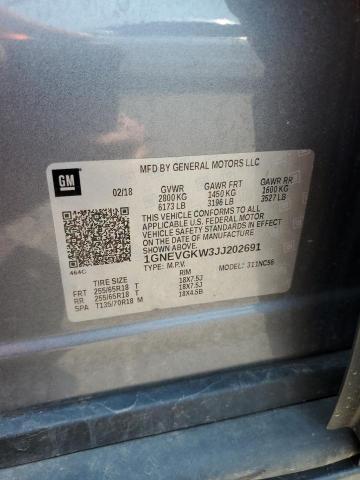 GM
MFD BY GENERAL MOTORS LLC
02/18 GVWR GAWR FRT GAWR RR
2800 KG 1450 KG 1600 KG
6173 LB 3196 LB 3527 LB
THIS VEHICLE CONFORMS TO ALL APPLICABLE
U.S. FEDERAL MOTOR
VEHICLE SAFETY STANDARDS IN EFFECT
ON THE DATE OF MANUFACTURE SHOWN ABOVE.
1GNEVGKW3JJ202691
TYPE: M.P.V. MODEL: 311NC56
464C
TIRE SIZE RIM
FRT 255/65R18 T 18X7.5J
RR 255/65R18 T 18X7.5J
SPA T135/70R18 M 18X4.5B